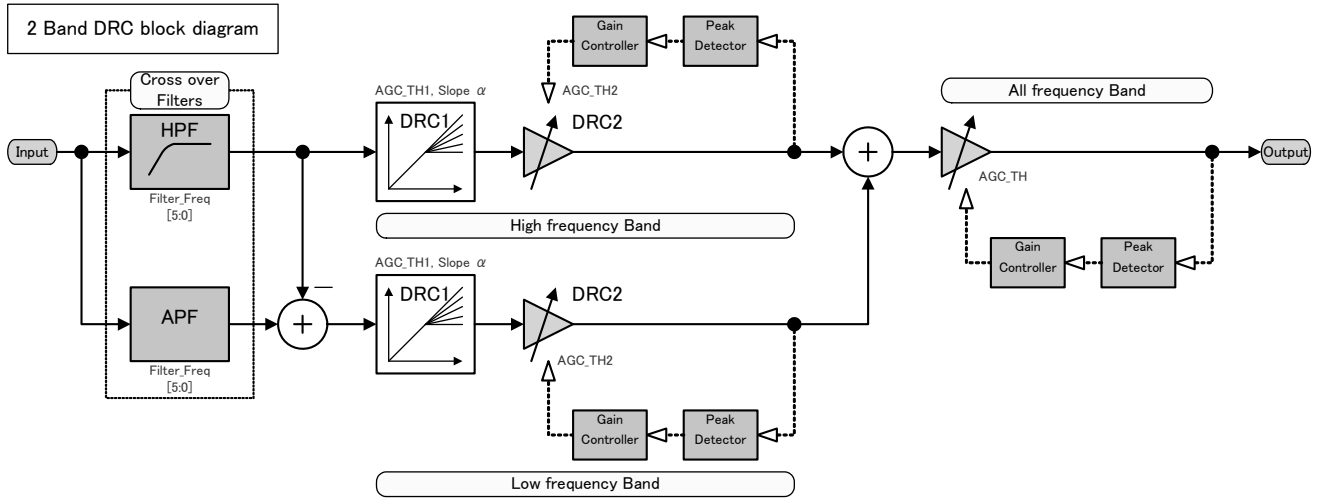 2 Band DRC block diagram
Cross over
Filters
Input
HPF
Filter_Freq
[5:0]
APF
Filter_Freq
[5:0]
+
—
AGC_TH1, Slope α
DRC1
AGC_TH2
DRC2
Gain
Controller
Peak
Detector
High frequency Band
AGC_TH1, Slope α
DRC1
DRC2
AGC_TH2
Gain
Controller
Peak
Detector
Low frequency Band
+
All frequency Band
AGC_TH
Gain
Controller
Peak
Detector
Output